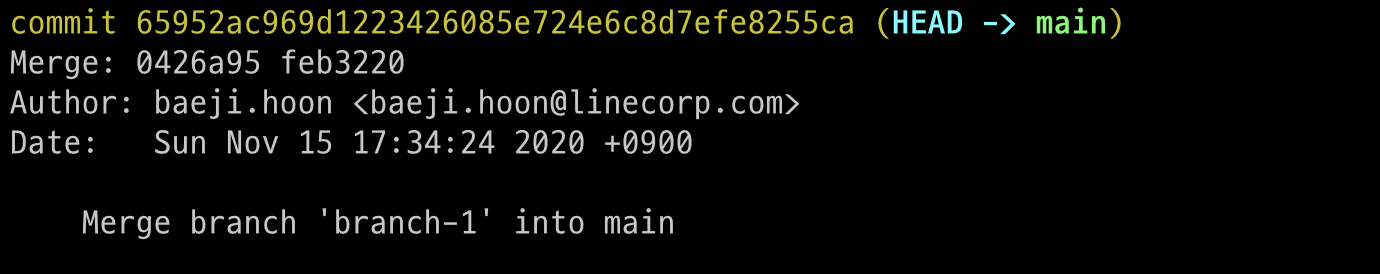 commit 65952ac969d1223426085e724e6c8d7efe8255ca (HEAD -> main)
Merge: 0426a95 feb3220
Author: baeji.hoon <baeji.hoon@linecorp.com>
Date:   Sun Nov 15 17:34:24 2020 +0900
    Merge branch 'branch-1' into main